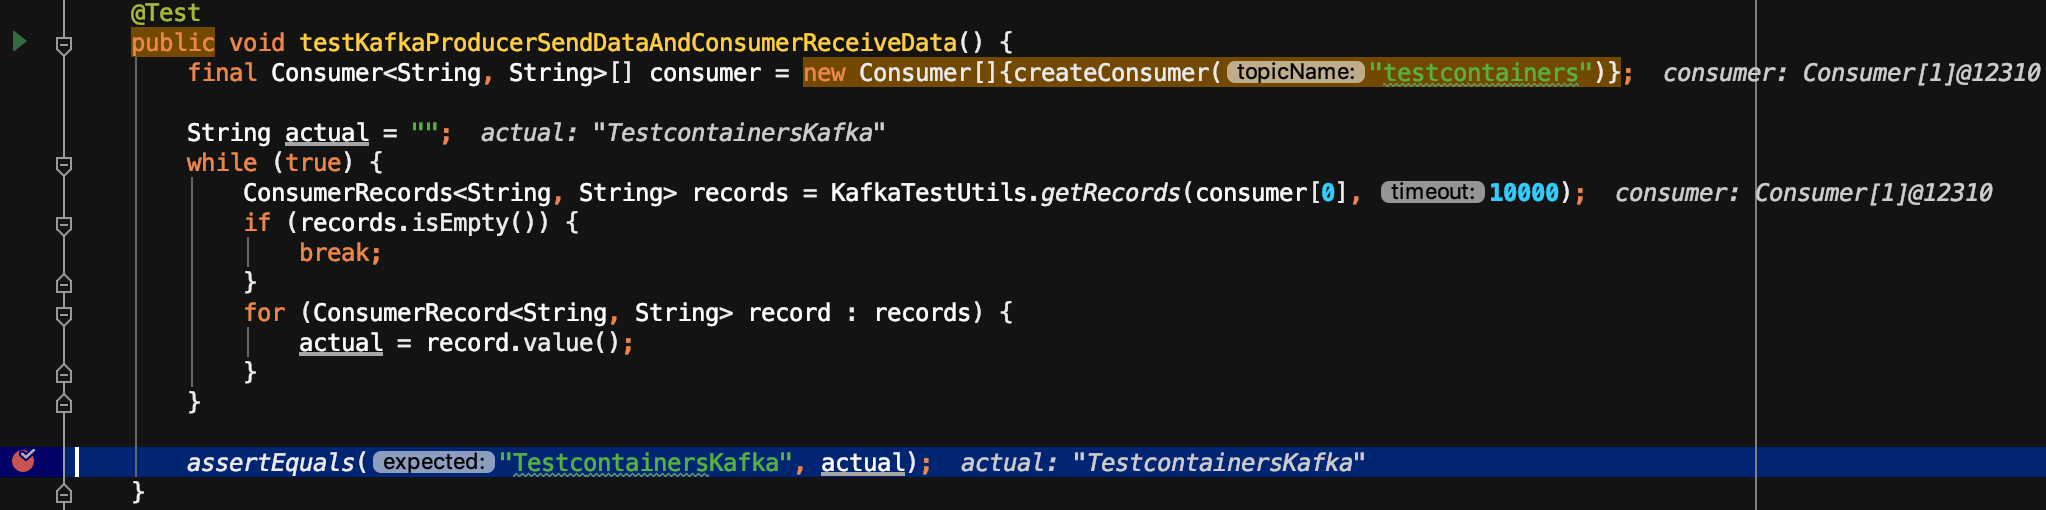 @Test
public void testKafkaProducerSendDataAndConsumerReceiveData() {
final Consumer<String, String>[] consumer = new Consumer[]{createConsumer( topicName: "testcontainers")}; consumer: Consumer[1]@12310
String actual = ""; actual: "TestcontainersKafka"
while (true) {
ConsumerRecords<String, String> records = KafkaTestUtils.getRecords(consumer[0], timeout: 10000); consumer: Consumer[1]@12310
if (records.isEmpty()) {
break;
}
for (ConsumerRecord<String, String> record : records) {
actual = record.value();
}
}
assertEquals( expected: "TestcontainersKafka", actual); actual: "TestcontainersKafka"
}